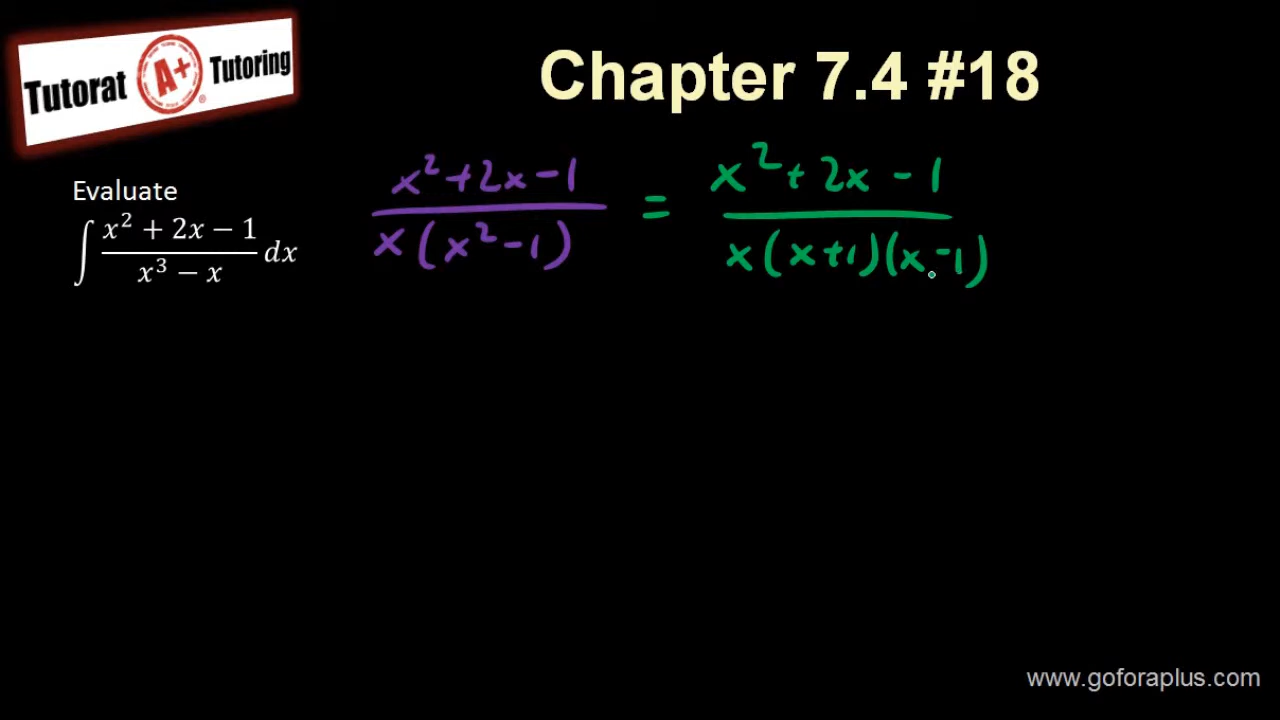 Tutorat A+ Tutoring ®
Chapter 7.4 #18
Evaluate
∫ (x² + 2x − 1)/(x³ − x) dx
(x²+2x−1)/(x(x²−1)) = (x²+2x−1)/(x(x+1)(x−1))
www.goforaplus.com